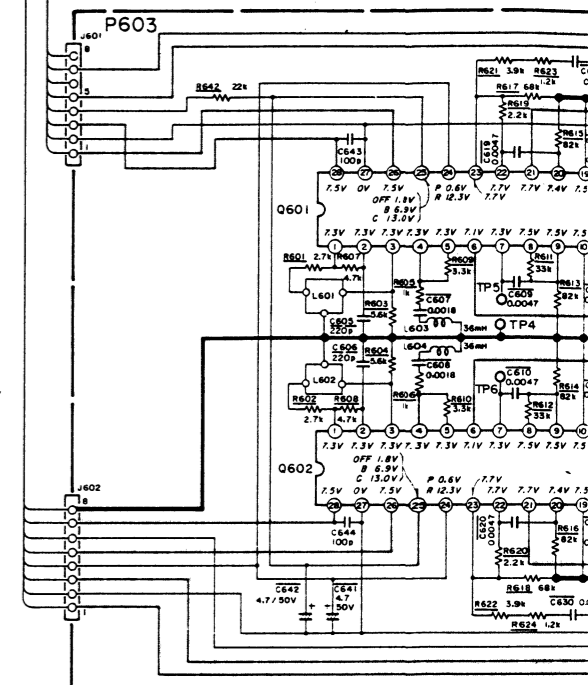 P603
J601
8
5
1
R642 22k
R621 3.9k R623
1.2k
R617 68k
R619
2.2k
R615
82k
C619
0.0047
C643
100p
28 27 26 25 24 23 22 21 20 19
7.5V 0V 7.5V P 0.6V 7.7V 7.7V 7.4V 7.5
OFF 1.8V R 12.3V 7.7V
B 6.9V
C 13.0V
Q601
7.3V 7.3V 7.3V 7.3V 7.3V 7.1V 7.3V 7.5V 7.5V 7.5
1 2 3 4 5 6 7 8 9 10
R601 2.7k R607
4.7k
R609
3.3k
R611
33k
L601
R605
1k
C607
0.0018
TP5
C609
0.0047
R613
82k
R603
5.6k
C605
220p
L603 36mH
TP4
C606
220p
R604
5.6k
L604 36mH
C608
0.0018
L602
TP6
C610
0.0047
R614
82k
R602 R608
2.7k 4.7k
R606
1k
R610
3.3k
R612
33k
1 2 3 4 5 6 7 8 9 10
7.3V 7.3V 7.3V 7.3V 7.3V 7.1V 7.3V 7.5V 7.5V 7.5
OFF 1.8V
B 6.9V
C 13.0V
Q602
P 0.6V 7.7V
7.5V 0V 7.5V R 12.3V 7.7V 7.7V 7.4V 7.5
28 27 26 25 24 23 22 21 20 19
J602
8
1
C644
100p
C620
0.0047
R616
82k
R620
2.2k
R618 68k
C642
4.7/50V
C641
4.7
50V
+ +
R622 3.9k C630
R624 1.2k